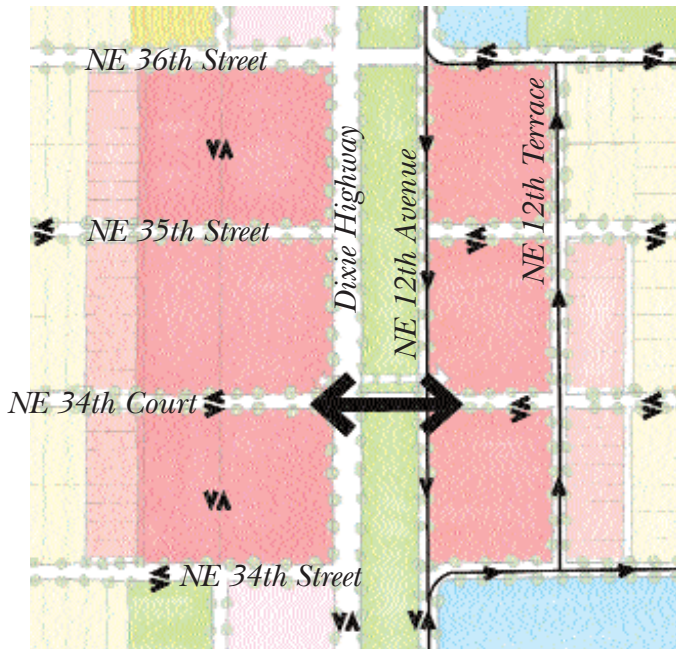 NE 36th Street
NE 12th Terrace
Dixie Highway
NE 12th Avenue
NE 35th Street
NE 34th Court
NE 34th Street